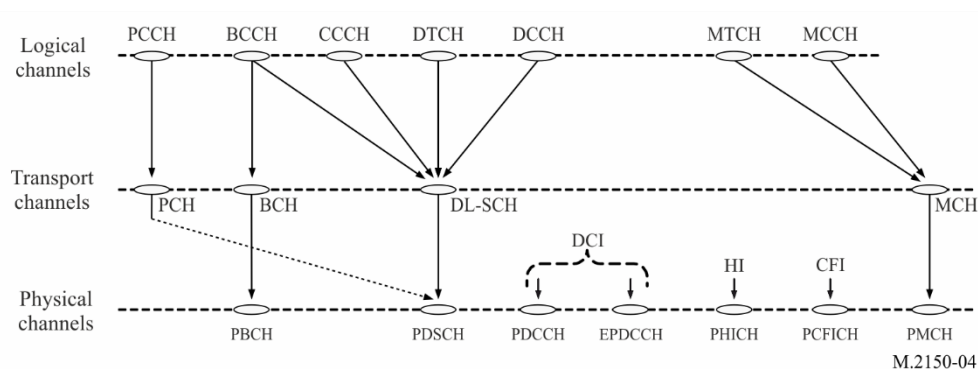 Logical channels
PCCH BCCH CCCH DTCH DCCH MTCH MCCH
Transport channels
PCH BCH DL-SCH MCH
DCI
HI CFI
Physical channels
PBCH PDSCH PDCCH EPDCCH PHICH PCFICH PMCH
M.2150-04